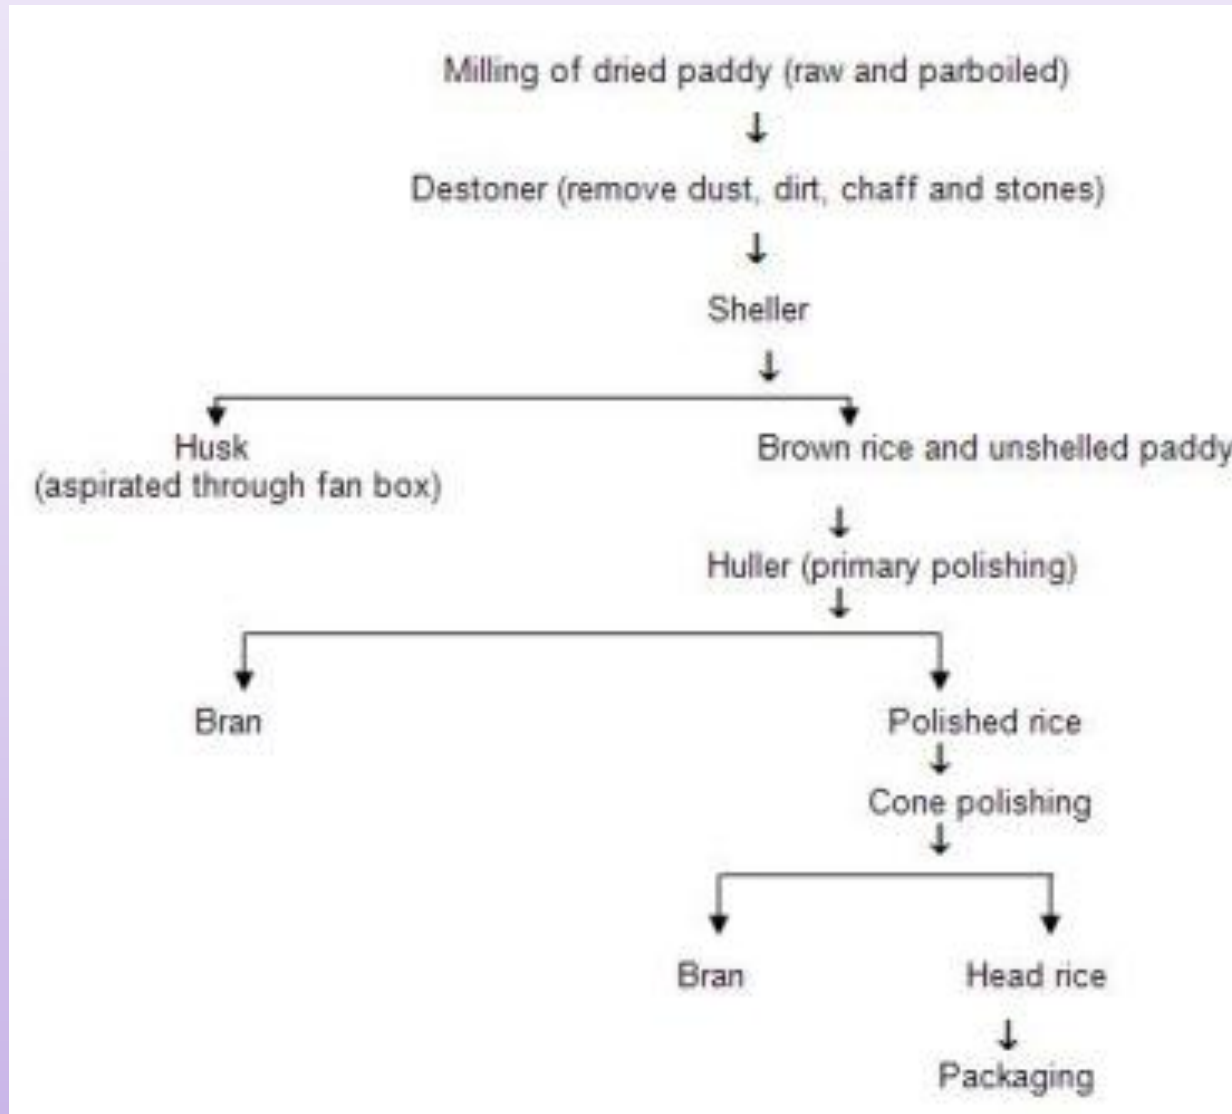 Milling of dried paddy (raw and parboiled)
Destoner (remove dust, dirt, chaff and stones)
Sheller
Husk
(aspirated through fan box)
Brown rice and unshelled paddy
Huller (primary polishing)
Bran
Polished rice
Cone polishing
Bran
Head rice
Packaging